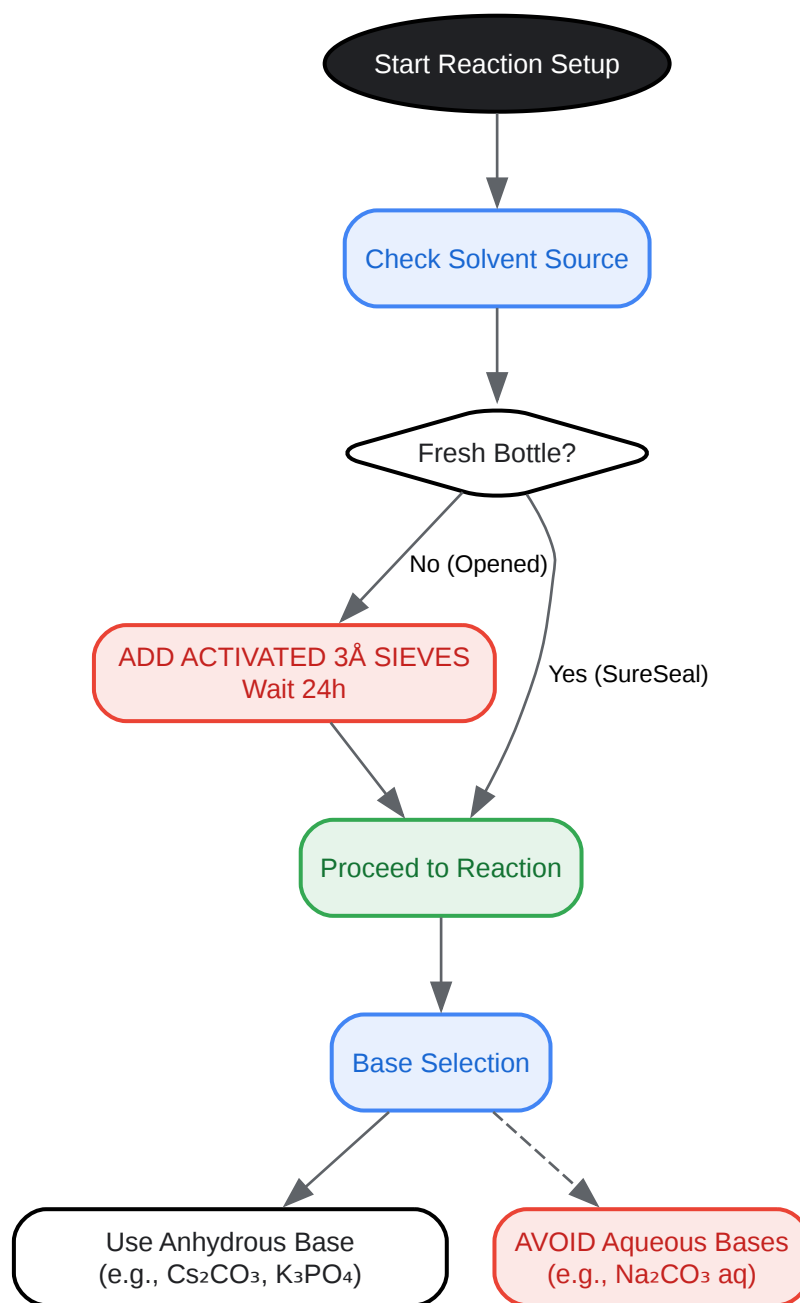 Start Reaction Setup
Check Solvent Source
Fresh Bottle?
No (Opened)
ADD ACTIVATED 3Å SIEVES
Wait 24h
Yes (SureSeal)
Proceed to Reaction
Base Selection
Use Anhydrous Base
(e.g., Cs₂CO₃, K₃PO₄)
AVOID Aqueous Bases
(e.g., Na₂CO₃ aq)